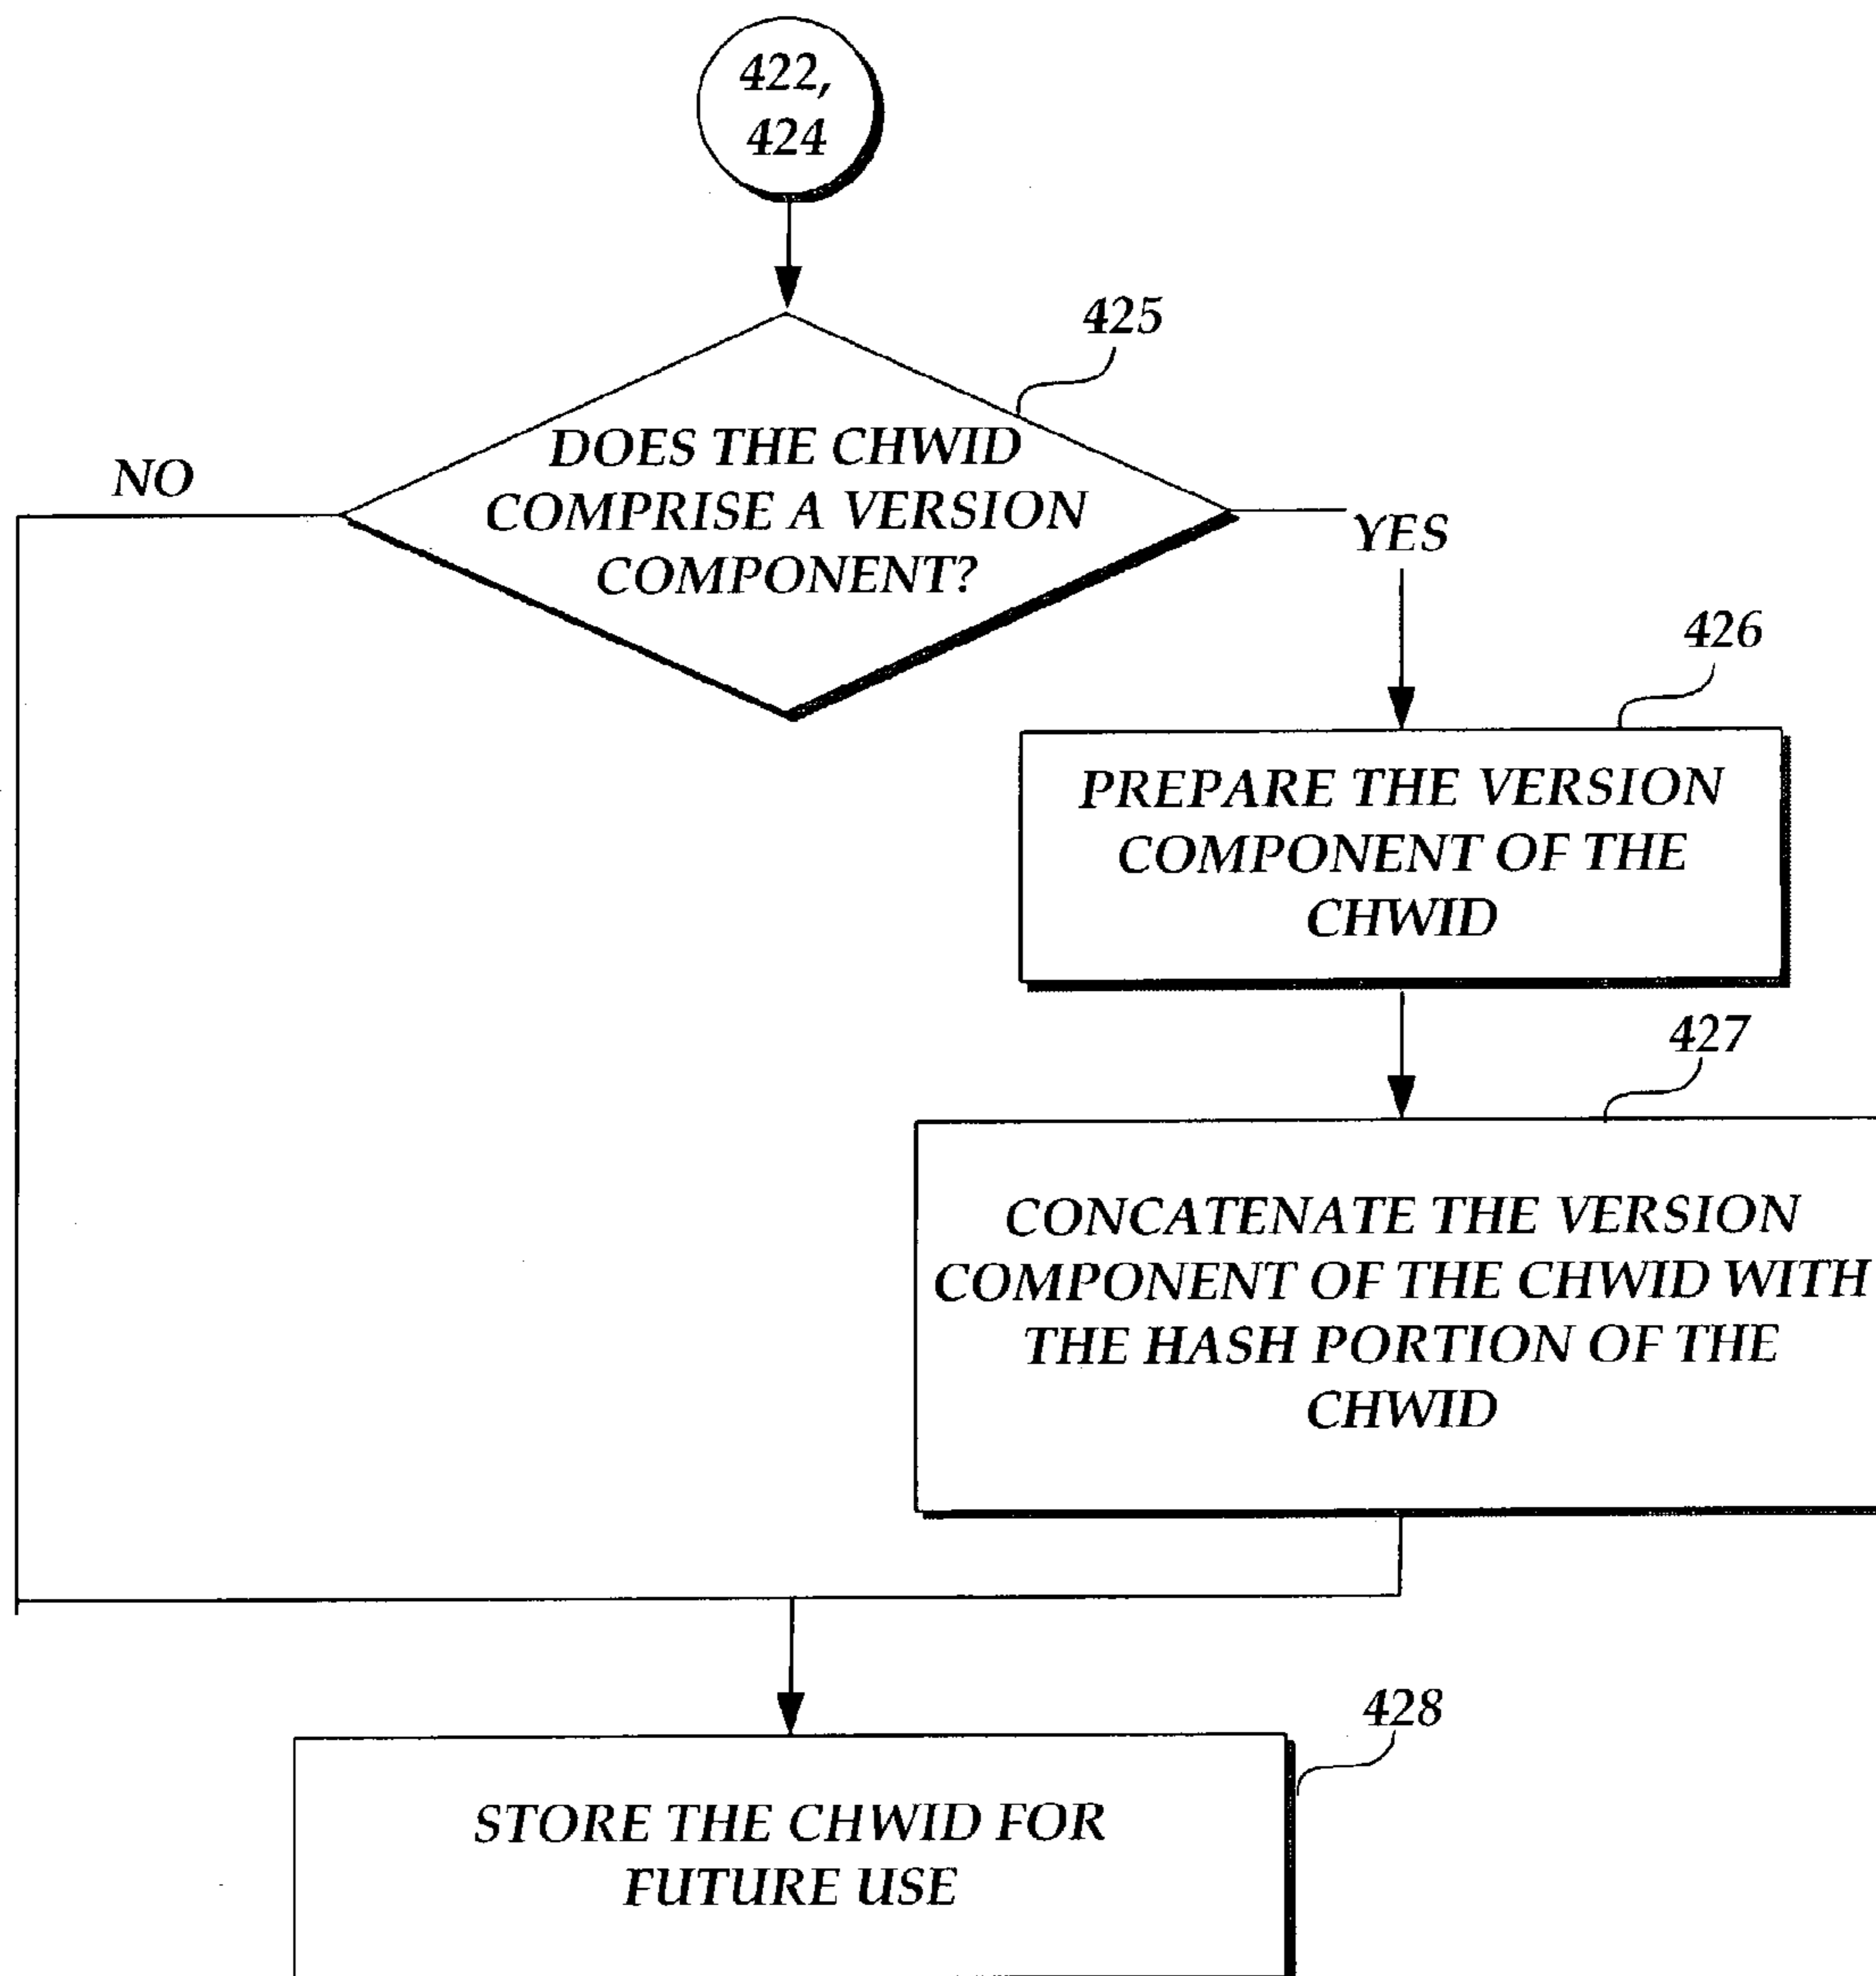 422,
424
425
DOES THE CHWID
COMPRISE A VERSION
COMPONENT?
NO
YES
426
PREPARE THE VERSION
COMPONENT OF THE
CHWID
427
CONCATENATE THE VERSION
COMPONENT OF THE CHWID WITH
THE HASH PORTION OF THE
CHWID
428
STORE THE CHWID FOR
FUTURE USE